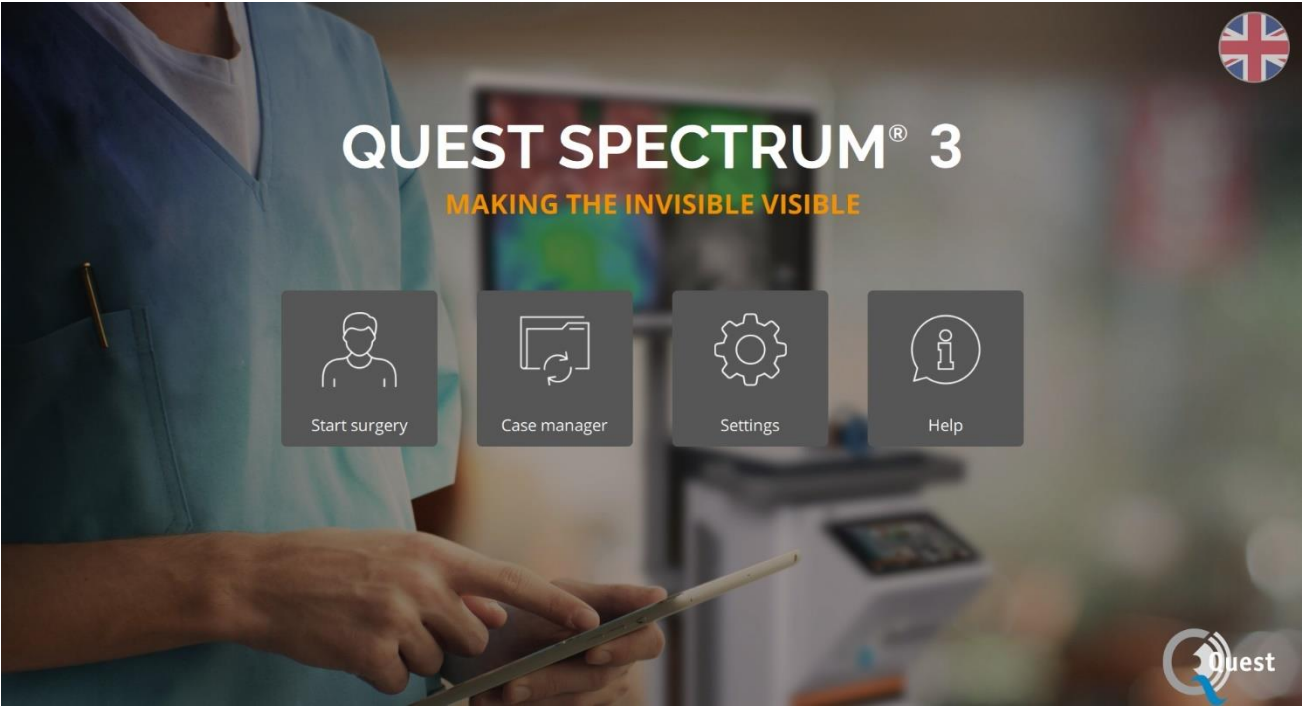 QUEST SPECTRUM® 3
MAKING THE INVISIBLE VISIBLE
Start surgery
Case manager
Settings
Help
Quest